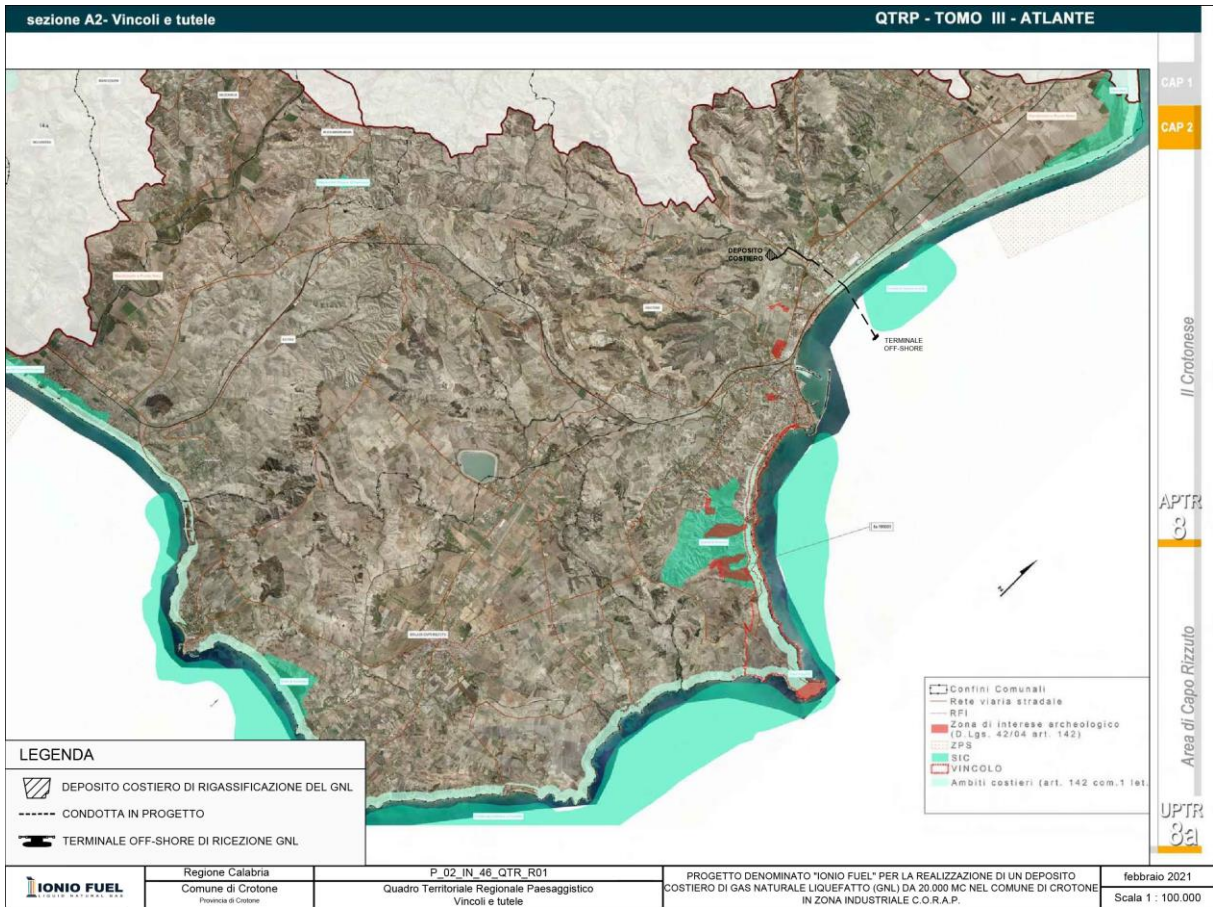 sezione A2- Vincoli e tutele
QTRP - TOMO III - ATLANTE
CAP 1
CAP 2
Il Crotonese
APTR
8
Area di Capo Rizzuto
UPTR
8a
DEPOSITO
COSTIERO
TERMINALE
OFF-SHORE
N
Confini Comunali
Rete viaria stradale
RFI
Zona di interese archeologico
(D.Lgs. 42/04 art. 142)
ZPS
SIC
VINCOLO
Ambiti costieri (art. 142 com.1 let.
LEGENDA
DEPOSITO COSTIERO DI RIGASSIFICAZIONE DEL GNL
CONDOTTA IN PROGETTO
TERMINALE OFF-SHORE DI RICEZIONE GNL
IONIO FUEL
LIQUID NATURAL GAS
Regione Calabria
Comune di Crotone
Provincia di Crotone
P_02_IN_46_QTR_R01
Quadro Territoriale Regionale Paesaggistico
Vincoli e tutele
PROGETTO DENOMINATO "IONIO FUEL" PER LA REALIZZAZIONE DI UN DEPOSITO
COSTIERO DI GAS NATURALE LIQUEFATTO (GNL) DA 20.000 MC NEL COMUNE DI CROTONE
IN ZONA INDUSTRIALE C.O.R.A.P.
febbraio 2021
Scala 1 : 100.000